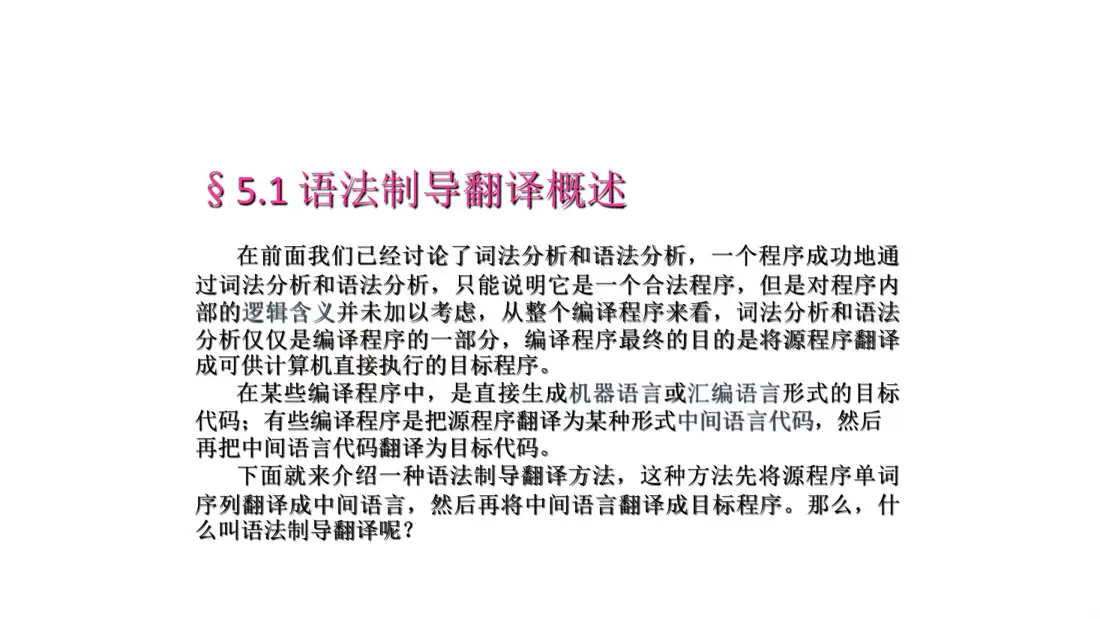 §5.1 语法制导翻译概述
在前面我们已经讨论了词法分析和语法分析，一个程序成功地通
过词法分析和语法分析，只能说明它是一个合法程序，但是对程序内
部的逻辑含义并未加以考虑，从整个编译程序来看，词法分析和语法
分析仅仅是编译程序的一部分，编译程序最终的目的是将源程序翻译
成可供计算机直接执行的目标程序。
在某些编译程序中，是直接生成机器语言或汇编语言形式的目标
代码；有些编译程序是把源程序翻译为某种形式中间语言代码，然后
再把中间语言代码翻译为目标代码。
下面就来介绍一种语法制导翻译方法，这种方法先将源程序单词
序列翻译成中间语言，然后再将中间语言翻译成目标程序。那么，什
么叫语法制导翻译呢？